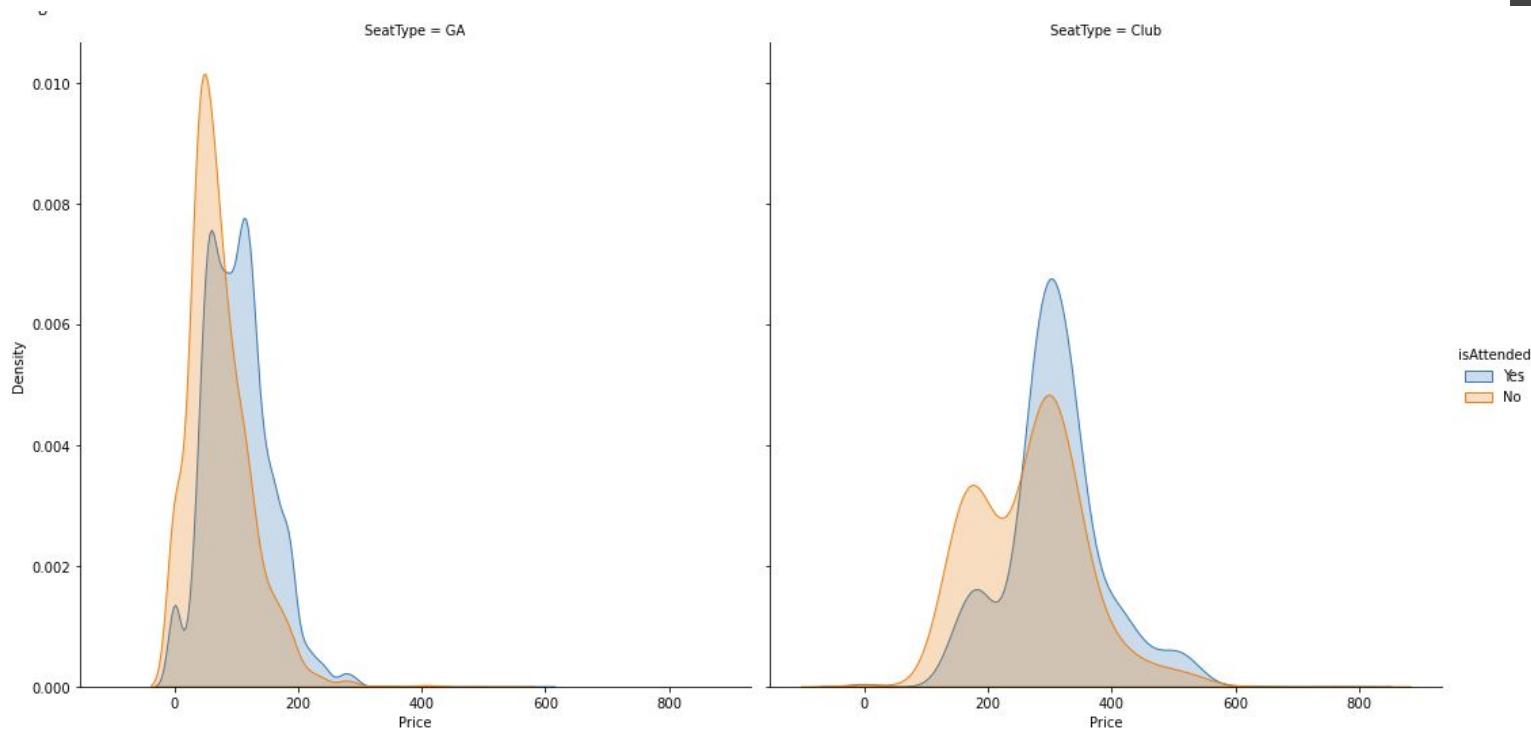 SeatType = GA
SeatType = Club
0.010
0.008
0.006
0.004
0.002
0.000
Density
0 200 400 600 800
0 200 400 600 800
Price
Price
isAttended
Yes
No